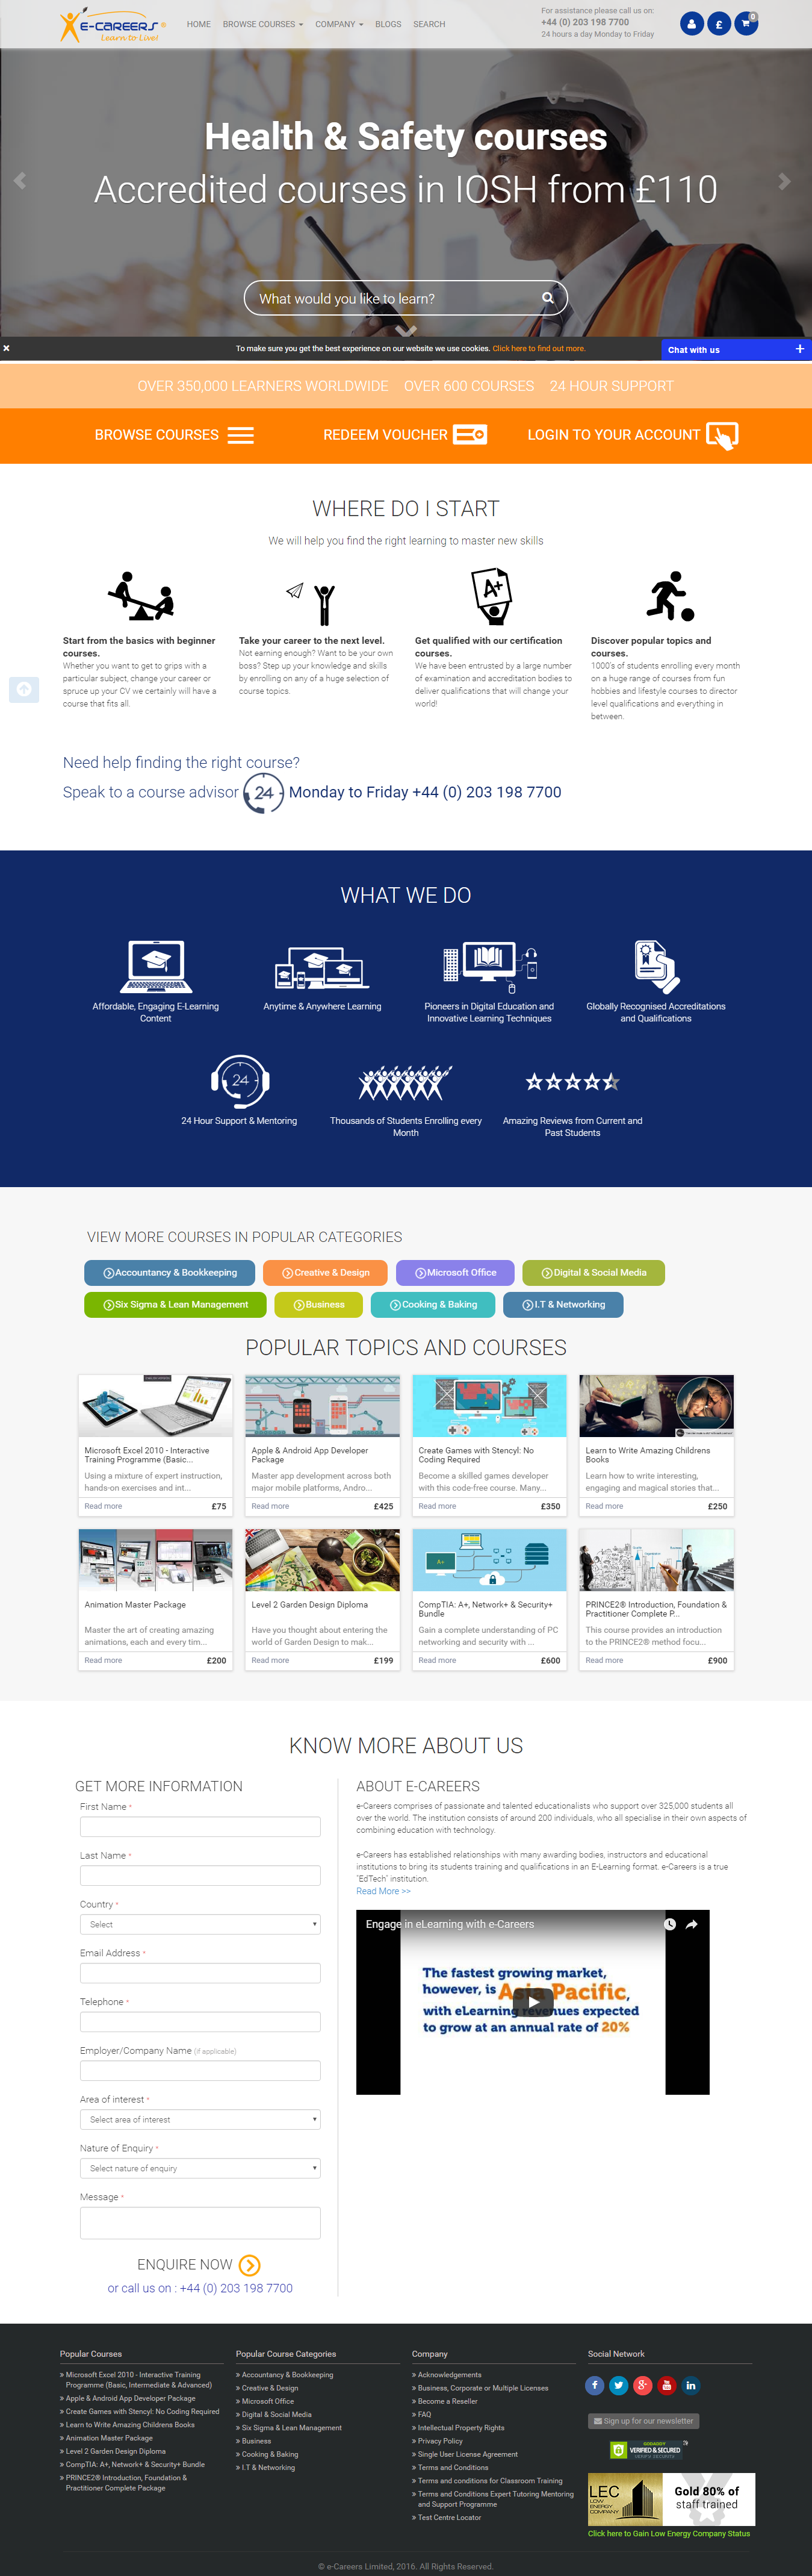 E-CAREERS
Learn to Live!
HOME
BROWSE COURSES
COMPANY
BLOGS
SEARCH
For assistance please call us on:
+44 (0) 203 198 7700
24 hours a day Monday to Friday
£
0
Health & Safety courses
Accredited courses in IOSH from £110
What would you like to learn?
To make sure you get the best experience on our website we use cookies. Click here to find out more.
Chat with us
OVER 350,000 LEARNERS WORLDWIDE OVER 600 COURSES 24 HOUR SUPPORT
BROWSE COURSES
REDEEM VOUCHER
LOGIN TO YOUR ACCOUNT
WHERE DO I START
We will help you find the right learning to master new skills
A+
Start from the basics with beginner
courses.
Whether you want to get to grips with a
particular subject, change your career or
spruce up your CV we certainly will have a
course that fits all.
Take your career to the next level.
Not earning enough? Want to be your own
boss? Step up your knowledge and skills
by enrolling on any of a huge selection of
course topics.
Get qualified with our certification
courses.
We have been entrusted by a large number
of examination and accreditation bodies to
deliver qualifications that will change your
world!
Discover popular topics and
courses.
1000's of students enrolling every month
on a huge range of courses from fun
hobbies and lifestyle courses to director
level qualifications and everything in
between.
Need help finding the right course?
Speak to a course advisor 24 Monday to Friday +44 (0) 203 198 7700
WHAT WE DO
Affordable, Engaging E-Learning
Content
Anytime & Anywhere Learning
Pioneers in Digital Education and
Innovative Learning Techniques
Globally Recognised Accreditations
and Qualifications
24
24 Hour Support & Mentoring
Thousands of Students Enrolling every
Month
Amazing Reviews from Current and
Past Students
VIEW MORE COURSES IN POPULAR CATEGORIES
Accountancy & Bookkeeping
Creative & Design
Microsoft Office
Digital & Social Media
Six Sigma & Lean Management
Business
Cooking & Baking
I.T & Networking
POPULAR TOPICS AND COURSES
Microsoft Excel 2010 - Interactive
Training Programme (Basic...
Using a mixture of expert instruction,
hands-on exercises and int...
Read more £75
Apple & Android App Developer
Package
Master app development across both
major mobile platforms, Andro...
Read more £425
Create Games with Stencyl: No
Coding Required
Become a skilled games developer
with this code-free course. Many...
Read more £350
Learn to Write Amazing Childrens
Books
Learn how to write interesting,
engaging and magical stories that...
Read more £250
Animation Master Package
Master the art of creating amazing
animations, each and every tim...
Read more £200
Level 2 Garden Design Diploma
Have you thought about entering the
world of Garden Design to mak...
Read more £199
A+
CompTIA: A+, Network+ & Security+
Bundle
Gain a complete understanding of PC
networking and security with ...
Read more £600
PRINCE2® Introduction, Foundation &
Practitioner Complete P...
This course provides an introduction
to the PRINCE2® method focu...
Read more £900
KNOW MORE ABOUT US
GET MORE INFORMATION
First Name *
Last Name *
Country *
Select
Email Address *
Telephone *
Employer/Company Name (if applicable)
Area of interest *
Select area of interest
Nature of Enquiry *
Select nature of enquiry
Message *
ENQUIRE NOW
or call us on : +44 (0) 203 198 7700
ABOUT E-CAREERS
e-Careers comprises of passionate and talented educationalists who support over 325,000 students all
over the world. The institution consists of around 200 individuals, who all specialise in their own aspects of
combining education with technology.
e-Careers has established relationships with many awarding bodies, instructors and educational
institutions to bring its students training and qualifications in an E-Learning format. e-Careers is a true
"EdTech" institution.
Read More >>
Engage in eLearning with e-Careers
The fastest growing market,
however, is Asia Pacific,
with eLearning revenues expected
to grow at an annual rate of 20%
Popular Courses
Microsoft Excel 2010 - Interactive Training
Programme (Basic, Intermediate & Advanced)
Apple & Android App Developer Package
Create Games with Stencyl: No Coding Required
Learn to Write Amazing Childrens Books
Animation Master Package
Level 2 Garden Design Diploma
CompTIA: A+, Network+ & Security+ Bundle
PRINCE2® Introduction, Foundation &
Practitioner Complete Package
Popular Course Categories
Accountancy & Bookkeeping
Creative & Design
Microsoft Office
Digital & Social Media
Six Sigma & Lean Management
Business
Cooking & Baking
I.T & Networking
Company
Acknowledgements
Business, Corporate or Multiple Licenses
Become a Reseller
FAQ
Intellectual Property Rights
Privacy Policy
Single User License Agreement
Terms and Conditions
Terms and conditions for Classroom Training
Terms and Conditions Expert Tutoring Mentoring
and Support Programme
Test Centre Locator
Social Network
Sign up for our newsletter
GODADDY
VERIFIED & SECURED
VERIFY SECURITY
LEC
LOW
ENERGY
COMPANY
Gold 80% of
staff trained
Click here to Gain Low Energy Company Status
© e-Careers Limited, 2016. All Rights Reserved.